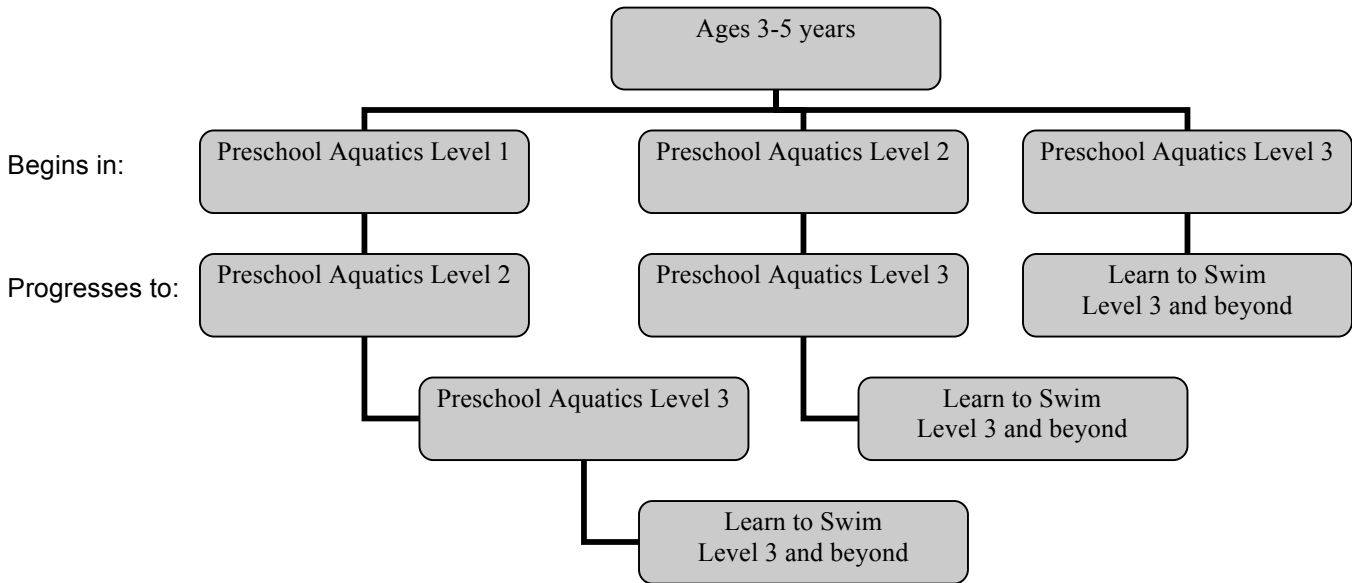 Ages 3-5 years
Begins in:
Preschool Aquatics Level 1
Preschool Aquatics Level 2
Preschool Aquatics Level 3
Progresses to:
Preschool Aquatics Level 2
Preschool Aquatics Level 3
Learn to Swim
Level 3 and beyond
Preschool Aquatics Level 3
Learn to Swim
Level 3 and beyond
Learn to Swim
Level 3 and beyond